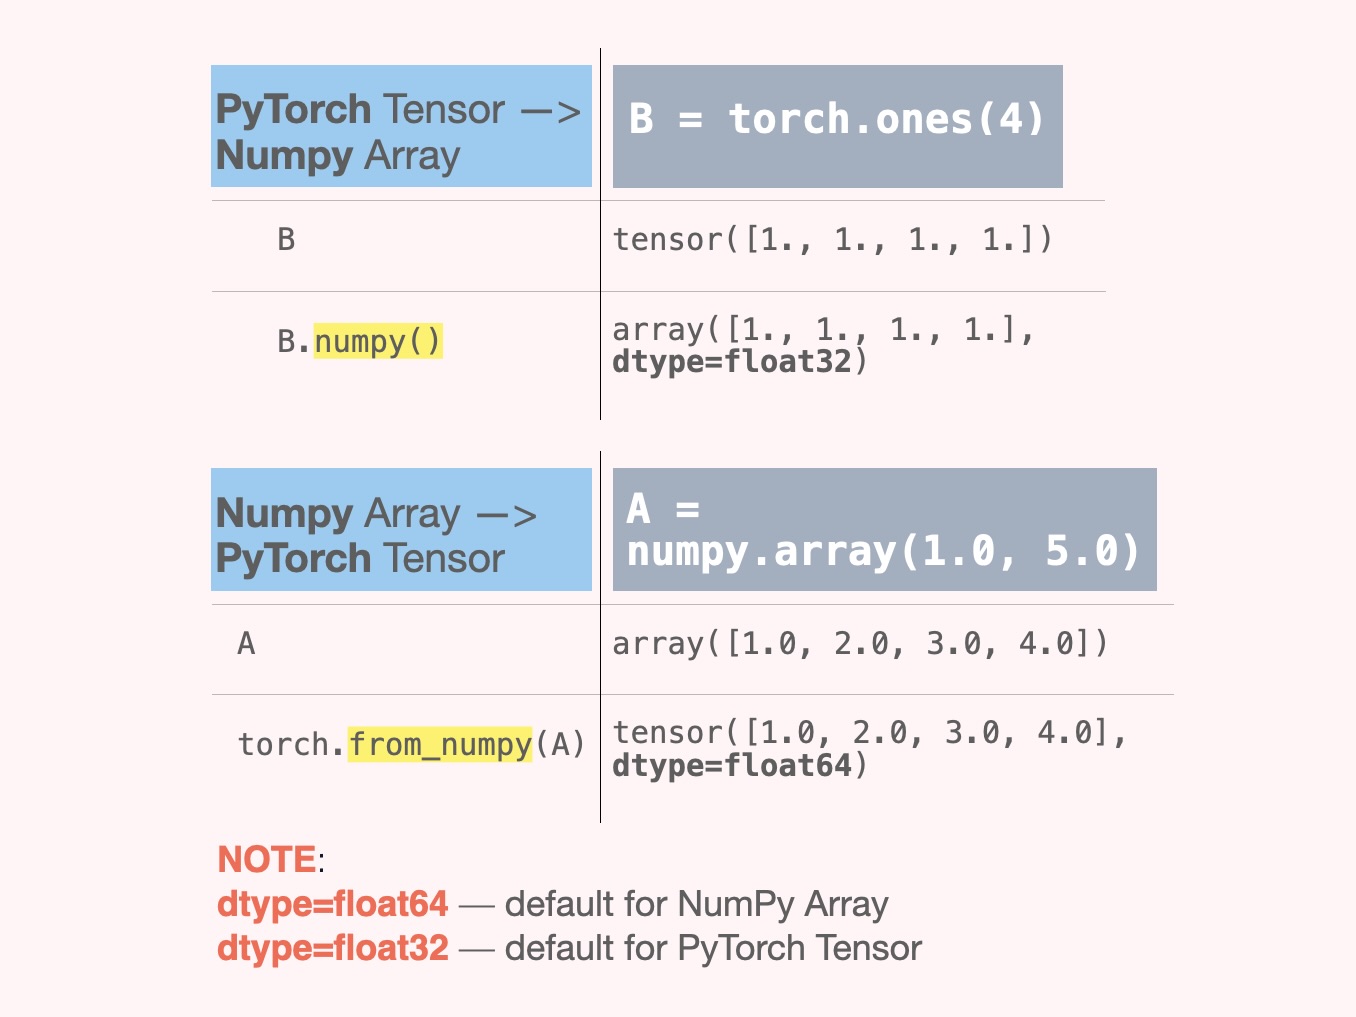 PyTorch Tensor —>
Numpy Array
B = torch.ones(4)
B
tensor([1., 1., 1., 1.])
B.numpy()
array([1., 1., 1., 1.],
dtype=float32)
Numpy Array —>
PyTorch Tensor
A =
numpy.array(1.0, 5.0)
A
array([1.0, 2.0, 3.0, 4.0])
torch.from_numpy(A)
tensor([1.0, 2.0, 3.0, 4.0],
dtype=float64)
NOTE:
dtype=float64 — default for NumPy Array
dtype=float32 — default for PyTorch Tensor